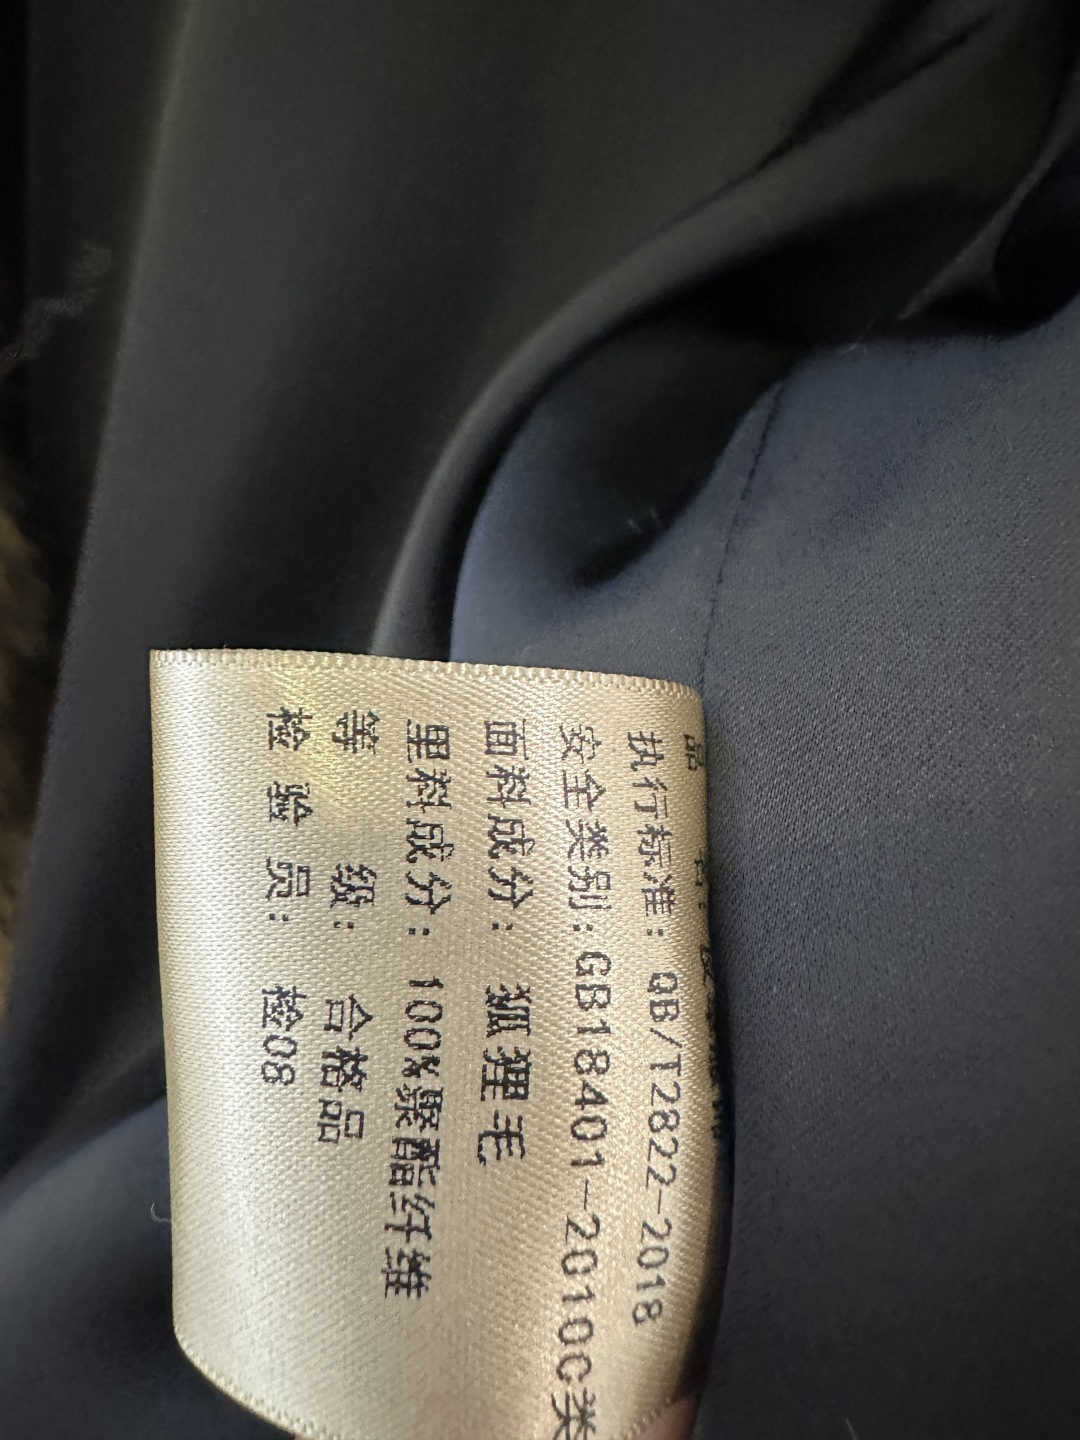 品
执行标准：QB/T2822-2018
安全类别：GB18401-2010C类
面料成分：狐狸毛
里料成分：100%聚酯纤维
等 级：合格品
检 验 员：检08